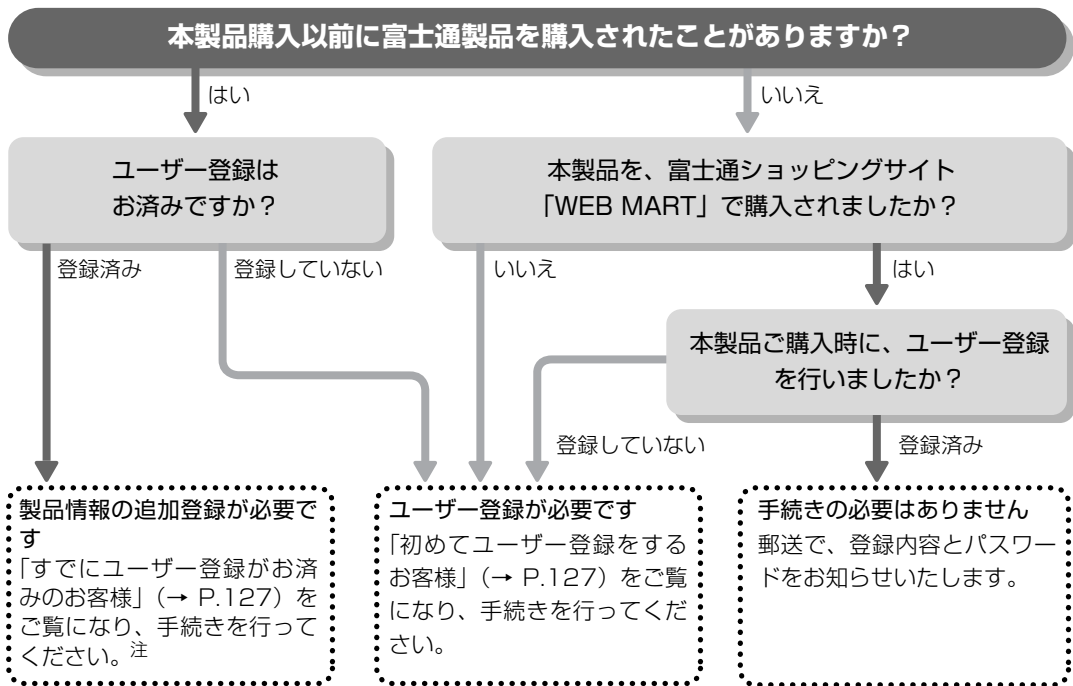 本製品購入以前に富士通製品を購入されたことがありますか？
はい
いいえ
ユーザー登録は
お済みですか？
本製品を、富士通ショッピングサイト
「WEB MART」で購入されましたか？
登録済み
登録していない
いいえ
はい
本製品ご購入時に、ユーザー登録
を行いましたか？
登録していない
登録済み
製品情報の追加登録が必要で
す
「すでにユーザー登録がお済
みのお客様」（→ P.127）を
ご覧になり、手続きを行って
ください。注
ユーザー登録が必要です
「初めてユーザー登録をする
お客様」（→ P.127）をご覧
になり、手続きを行ってくだ
さい。
手続きの必要はありません
郵送で、登録内容とパスワー
ドをお知らせいたします。